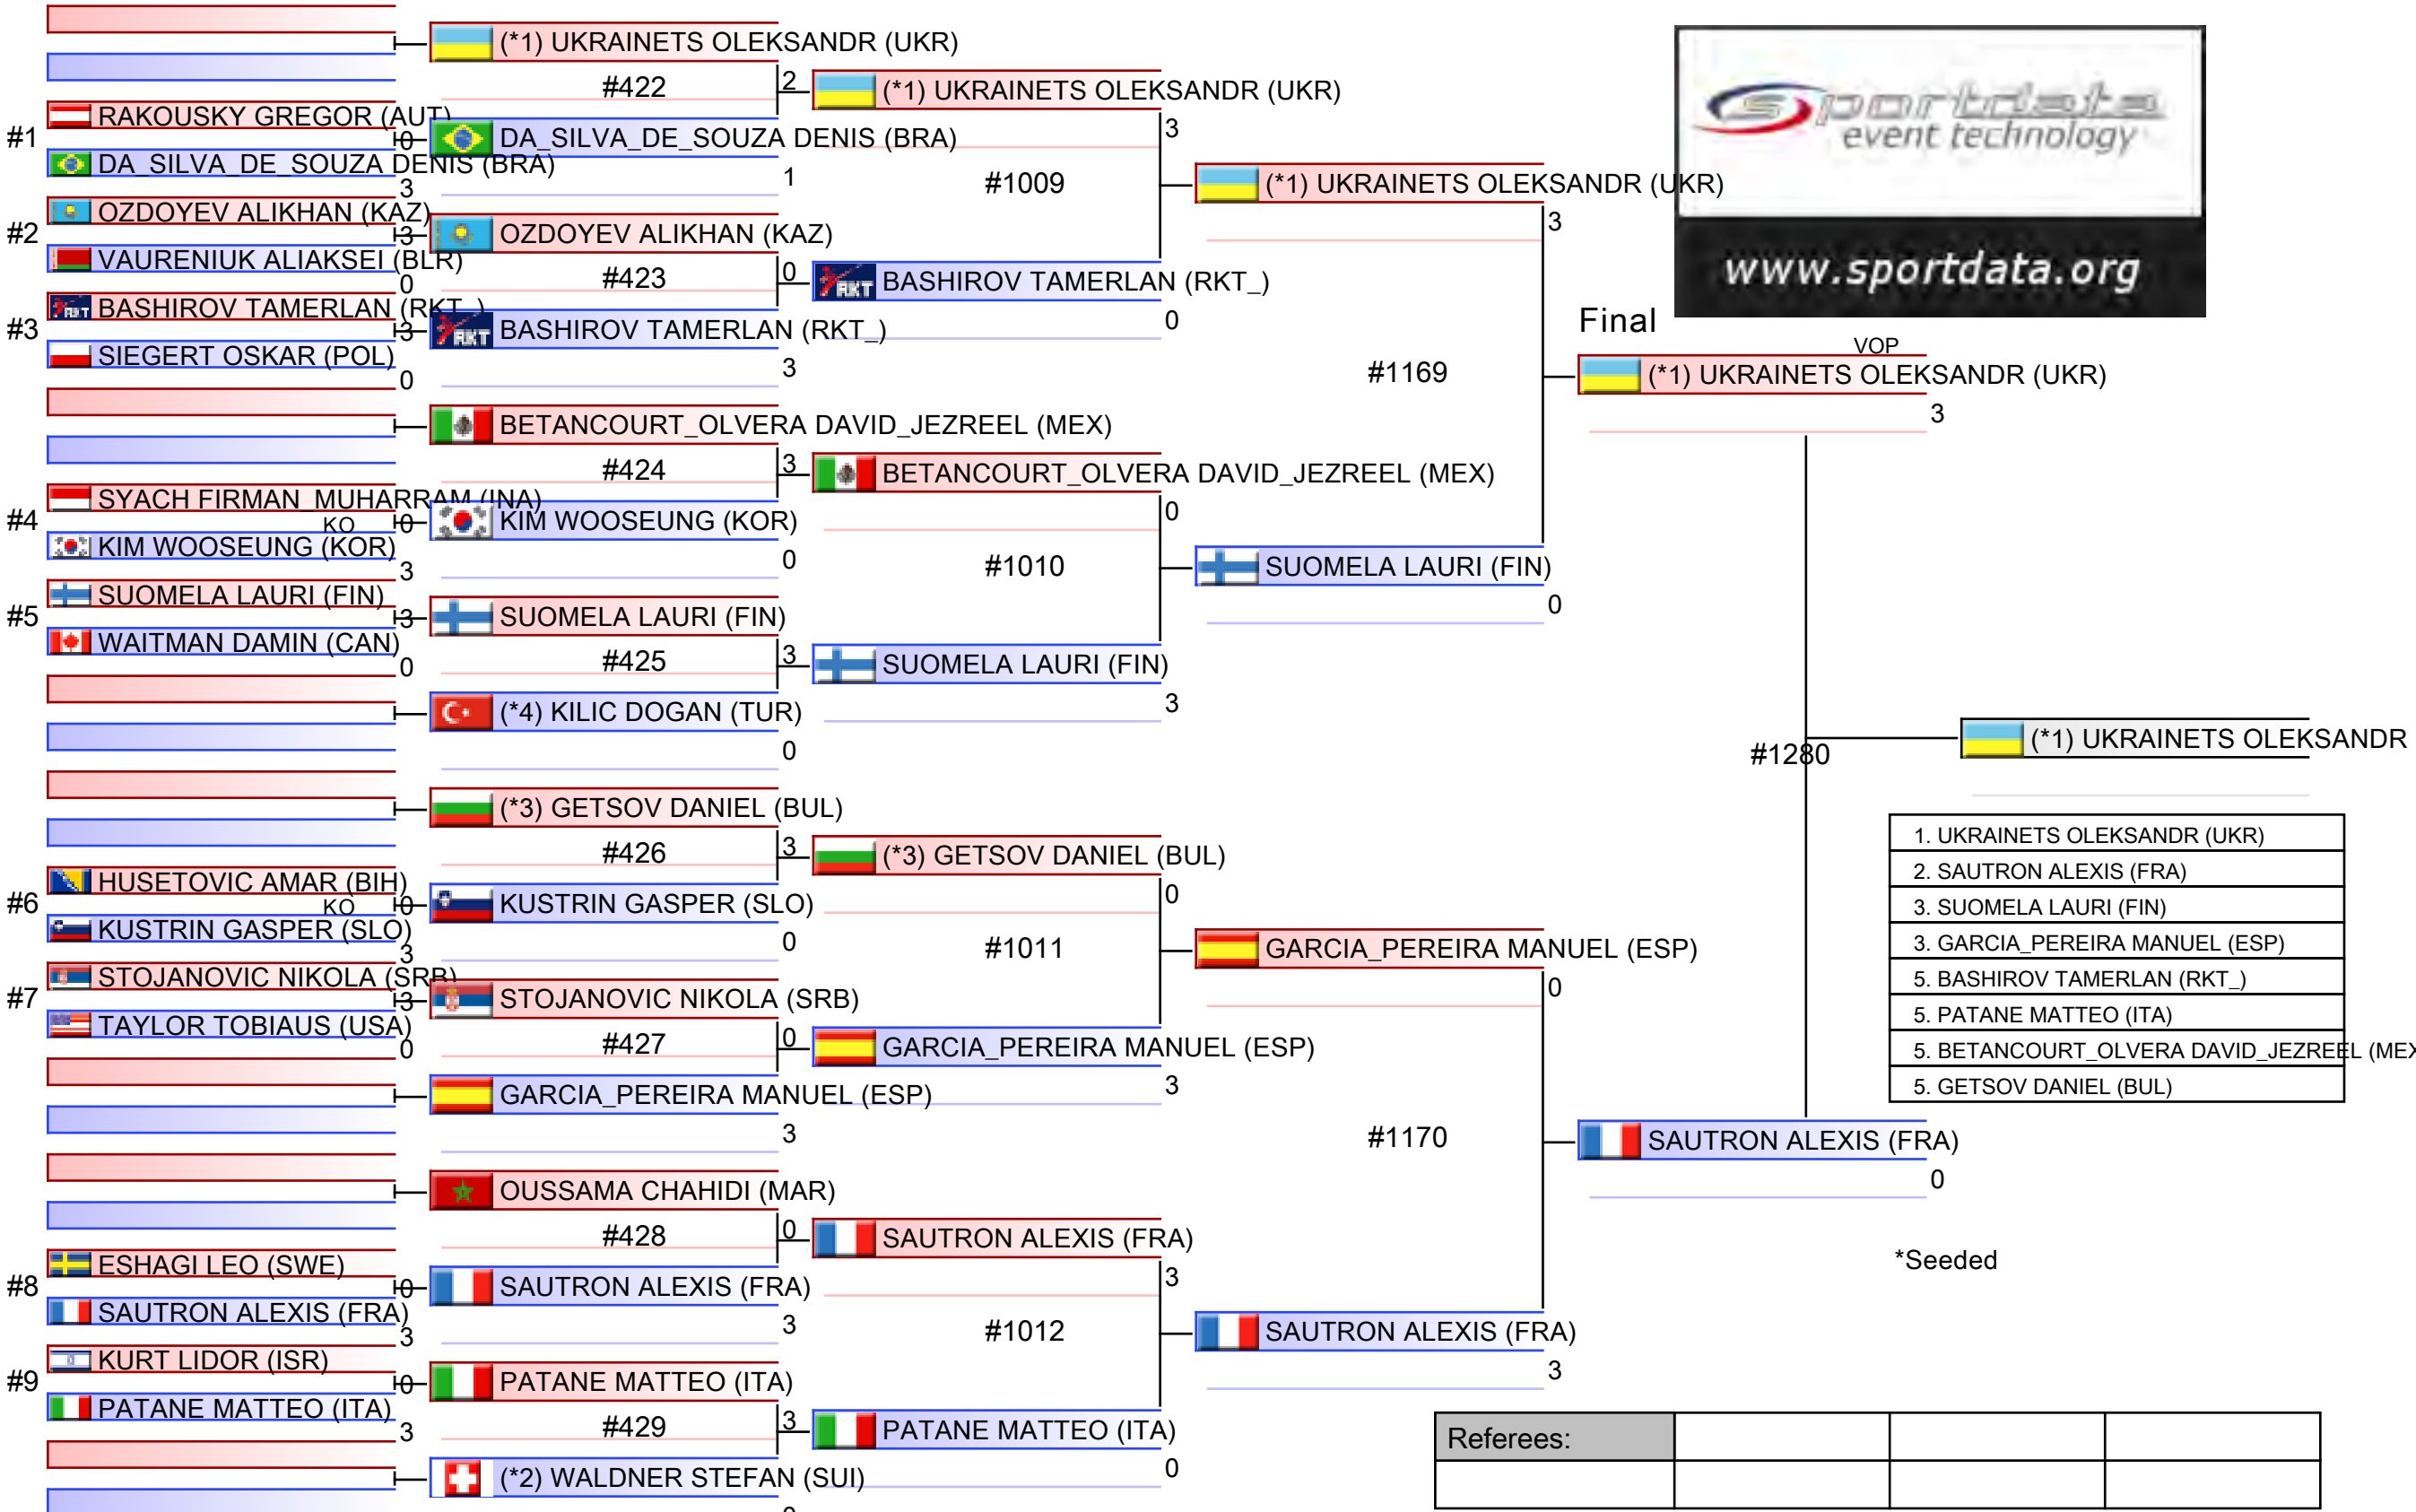 #1
RAKOUSKY GREGOR (AUT)
0
DA_SILVA_DE_SOUZA DENIS (BRA)
3
#2
OZDOYEV ALIKHAN (KAZ)
3
VAURENIUK ALIAKSEI (BLR)
0
#3
BASHIROV TAMERLAN (RKT_)
3
SIEGERT OSKAR (POL)
0
#4
SYACH FIRMAN_MUHARRAM (INA)
KO
0
KIM WOOSEUNG (KOR)
3
#5
SUOMELA LAURI (FIN)
3
WAITMAN DAMIN (CAN)
0
#6
HUSETOVIC AMAR (BIH)
KO
0
KUSTRIN GASPER (SLO)
3
#7
STOJANOVIC NIKOLA (SRB)
3
TAYLOR TOBIAUS (USA)
0
#8
ESHAGI LEO (SWE)
0
SAUTRON ALEXIS (FRA)
3
#9
KURT LIDOR (ISR)
0
PATANE MATTEO (ITA)
3
(*1) UKRAINETS OLEKSANDR (UKR)
#422
2
DA_SILVA_DE_SOUZA DENIS (BRA)
1
OZDOYEV ALIKHAN (KAZ)
#423
0
BASHIROV TAMERLAN (RKT_)
3
BETANCOURT_OLVERA DAVID_JEZREEL (MEX)
#424
3
KIM WOOSEUNG (KOR)
0
SUOMELA LAURI (FIN)
#425
3
(*4) KILIC DOGAN (TUR)
0
(*3) GETSOV DANIEL (BUL)
#426
3
KUSTRIN GASPER (SLO)
0
STOJANOVIC NIKOLA (SRB)
#427
0
GARCIA_PEREIRA MANUEL (ESP)
3
OUSSAMA CHAHIDI (MAR)
#428
0
SAUTRON ALEXIS (FRA)
3
PATANE MATTEO (ITA)
#429
3
(*2) WALDNER STEFAN (SUI)
(*1) UKRAINETS OLEKSANDR (UKR)
3
#1009
BASHIROV TAMERLAN (RKT_)
0
BETANCOURT_OLVERA DAVID_JEZREEL (MEX)
0
#1010
SUOMELA LAURI (FIN)
3
(*3) GETSOV DANIEL (BUL)
0
#1011
GARCIA_PEREIRA MANUEL (ESP)
3
SAUTRON ALEXIS (FRA)
3
#1012
PATANE MATTEO (ITA)
0
(*1) UKRAINETS OLEKSANDR (UKR)
3
#1169
SUOMELA LAURI (FIN)
0
GARCIA_PEREIRA MANUEL (ESP)
0
#1170
SAUTRON ALEXIS (FRA)
3
sportdata
event technology
www.sportdata.org
Final
VOP
(*1) UKRAINETS OLEKSANDR (UKR)
3
#1280
SAUTRON ALEXIS (FRA)
0
(*1) UKRAINETS OLEKSANDR
1. UKRAINETS OLEKSANDR (UKR)
2. SAUTRON ALEXIS (FRA)
3. SUOMELA LAURI (FIN)
3. GARCIA_PEREIRA MANUEL (ESP)
5. BASHIROV TAMERLAN (RKT_)
5. PATANE MATTEO (ITA)
5. BETANCOURT_OLVERA DAVID_JEZREEL (MEX
5. GETSOV DANIEL (BUL)
*Seeded
Referees: